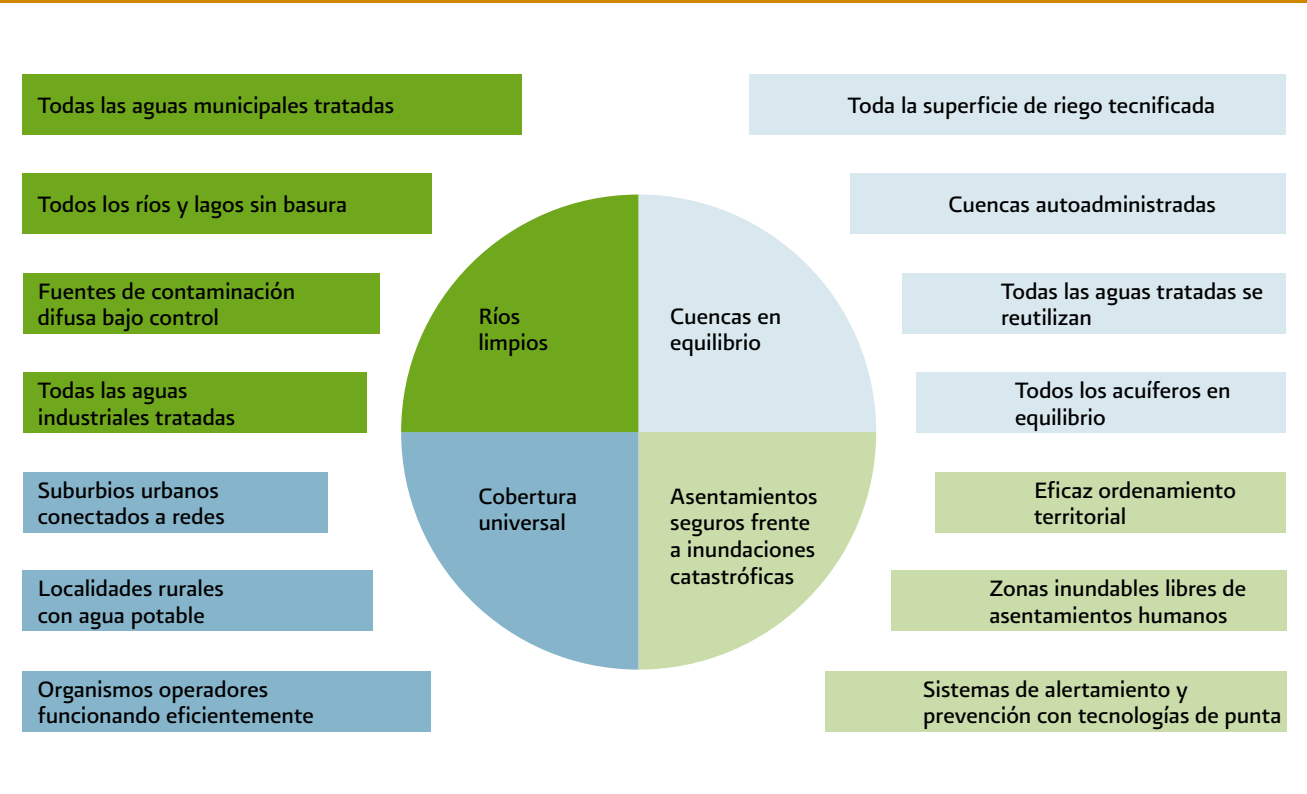 Todas las aguas municipales tratadas
Todos los ríos y lagos sin basura
Fuentes de contaminación
difusa bajo control
Todas las aguas
industriales tratadas
Suburbios urbanos
conectados a redes
Localidades rurales
con agua potable
Organismos operadores
funcionando eficientemente
Ríos
limpios
Cuencas en
equilibrio
Cobertura
universal
Asentamientos
seguros frente
a inundaciones
catastróficas
Toda la superficie de riego tecnificada
Cuencas autoadministradas
Todas las aguas tratadas se
reutilizan
Todos los acuíferos en
equilibrio
Eficaz ordenamiento
territorial
Zonas inundables libres de
asentamientos humanos
Sistemas de alertamiento y
prevención con tecnologías de punta